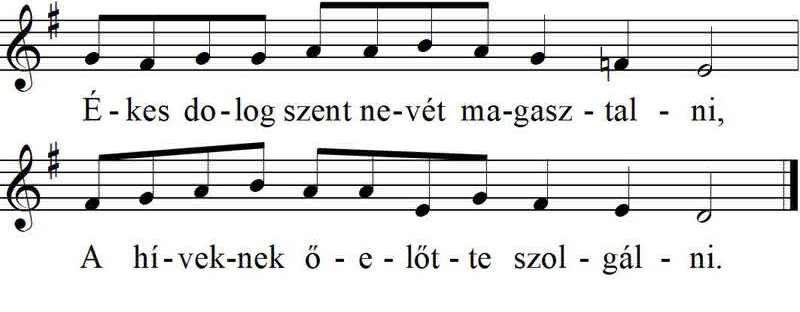 É - kes do - log szent ne - vét ma - gasz - tal - ni,
A hí - vek - nek ő - e - lőt - te szol - gál - ni.